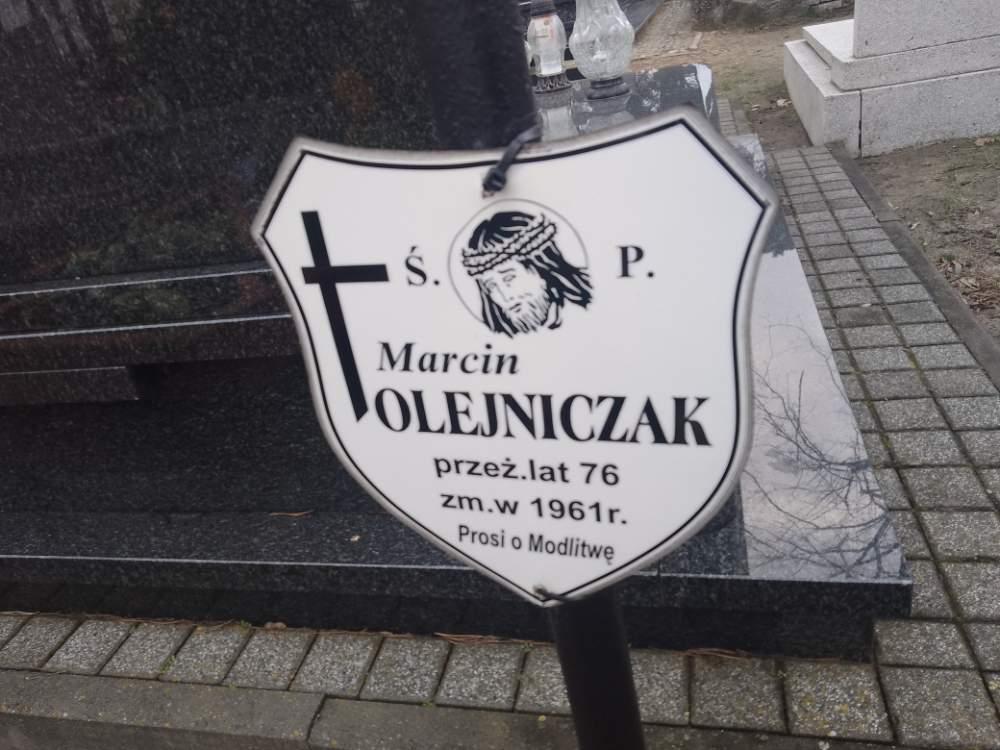 Ś. P.
Marcin
OLEJNICZAK
przeż.lat 76
zm.w 1961r.
Prosi o Modlitwę